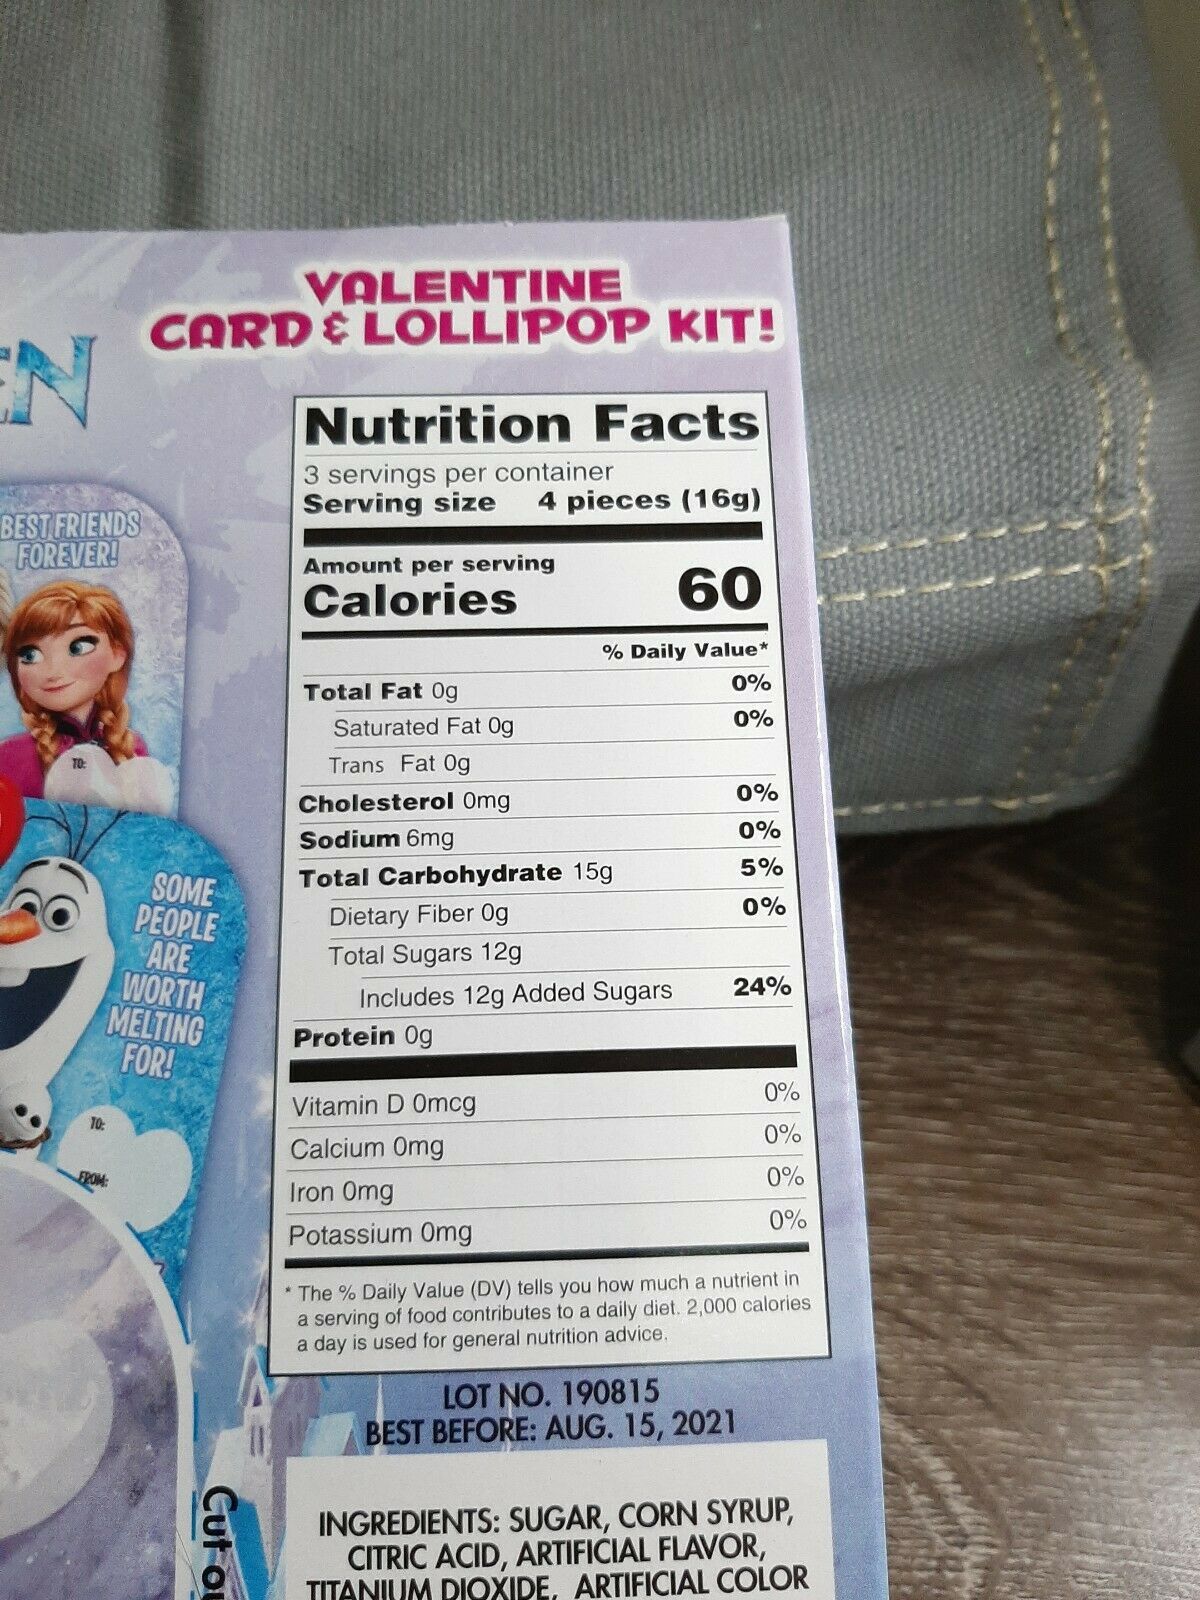 VALENTINE
CARD & LOLLIPOP KIT!
EN
BEST FRIENDS
FOREVER!
TO:
SOME
PEOPLE
ARE
WORTH
MELTING
FOR!
TO:
FROM:
Nutrition Facts
3 servings per container
Serving size 4 pieces (16g)
Amount per serving
Calories 60
% Daily Value*
Total Fat 0g 0%
Saturated Fat 0g 0%
Trans Fat 0g
Cholesterol 0mg 0%
Sodium 6mg 0%
Total Carbohydrate 15g 5%
Dietary Fiber 0g 0%
Total Sugars 12g
Includes 12g Added Sugars 24%
Protein 0g
Vitamin D 0mcg 0%
Calcium 0mg 0%
Iron 0mg 0%
Potassium 0mg 0%
* The % Daily Value (DV) tells you how much a nutrient in
a serving of food contributes to a daily diet. 2,000 calories
a day is used for general nutrition advice.
LOT NO. 190815
BEST BEFORE: AUG. 15, 2021
INGREDIENTS: SUGAR, CORN SYRUP,
CITRIC ACID, ARTIFICIAL FLAVOR,
TITANIUM DIOXIDE, ARTIFICIAL COLOR
Cut